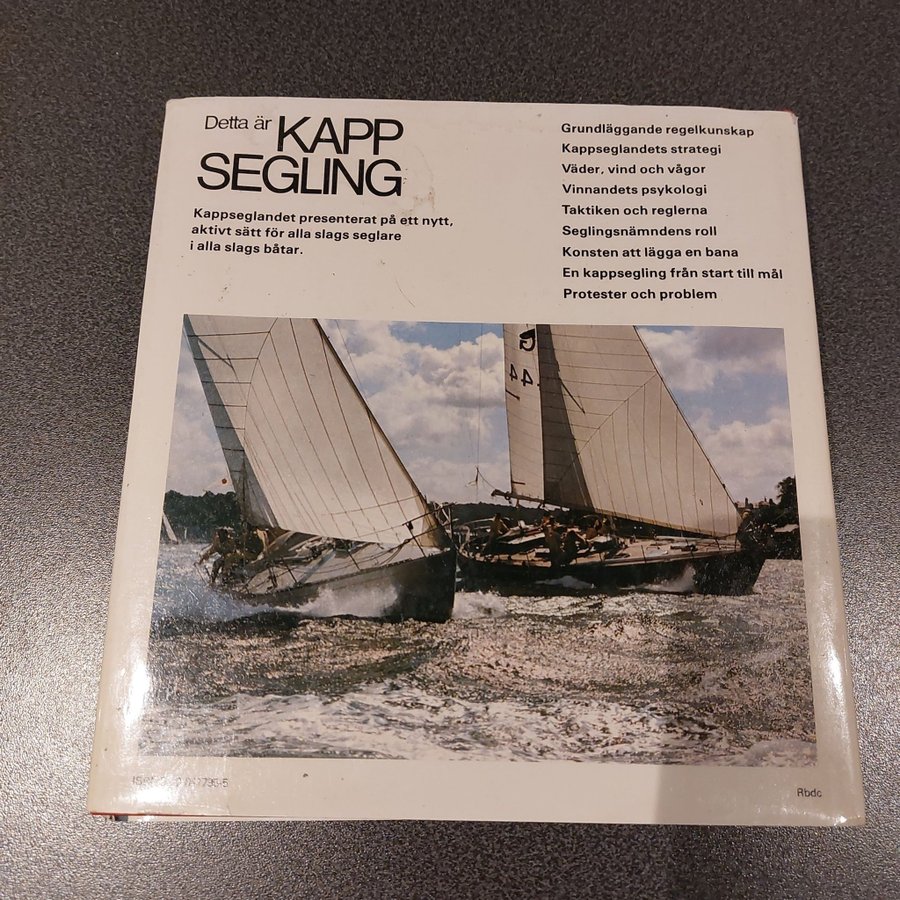 Detta är KAPP
SEGLING
Kappseglandet presenterat på ett nytt,
aktivt sätt för alla slags seglare
i alla slags båtar.
Grundläggande regelkunskap
Kappseglandets strategi
Väder, vind och vågor
Vinnandets psykologi
Taktiken och reglerna
Seglingsnämndens roll
Konsten att lägga en bana
En kappsegling från start till mål
Protester och problem
G
44
ISBN
Rbdc